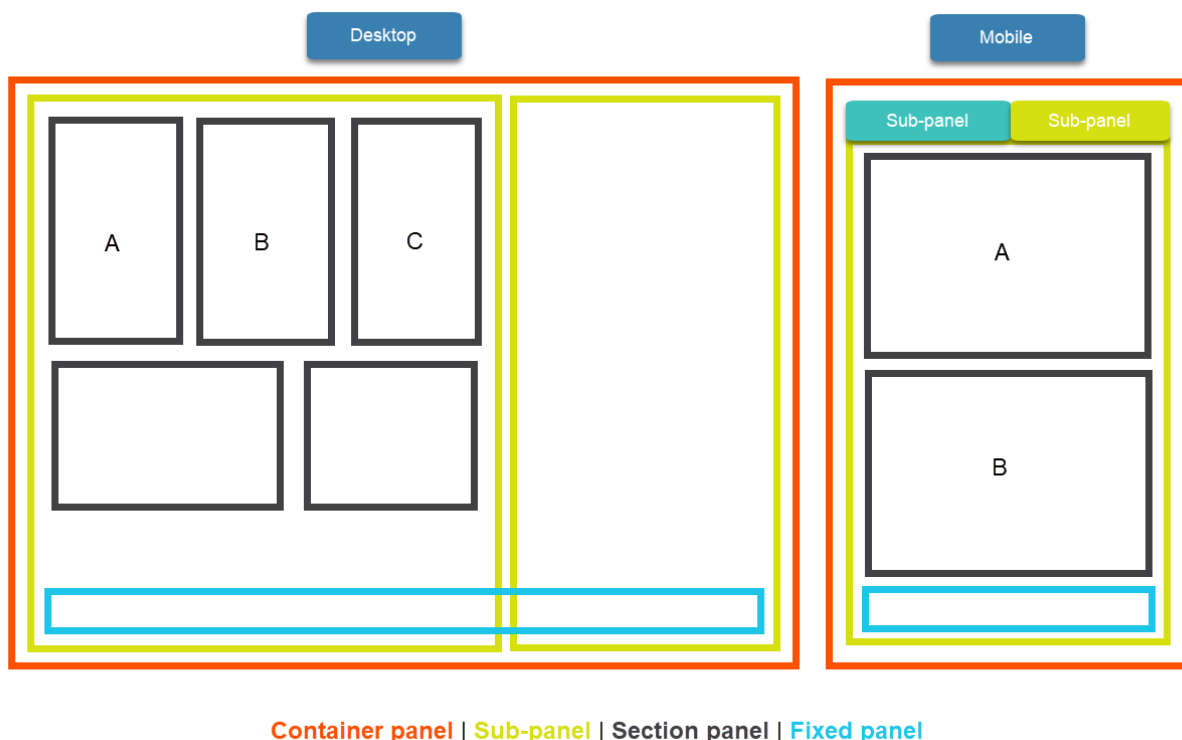 Desktop
Mobile
Sub-panel Sub-panel
A B C
A
B
Container panel | Sub-panel | Section panel | Fixed panel